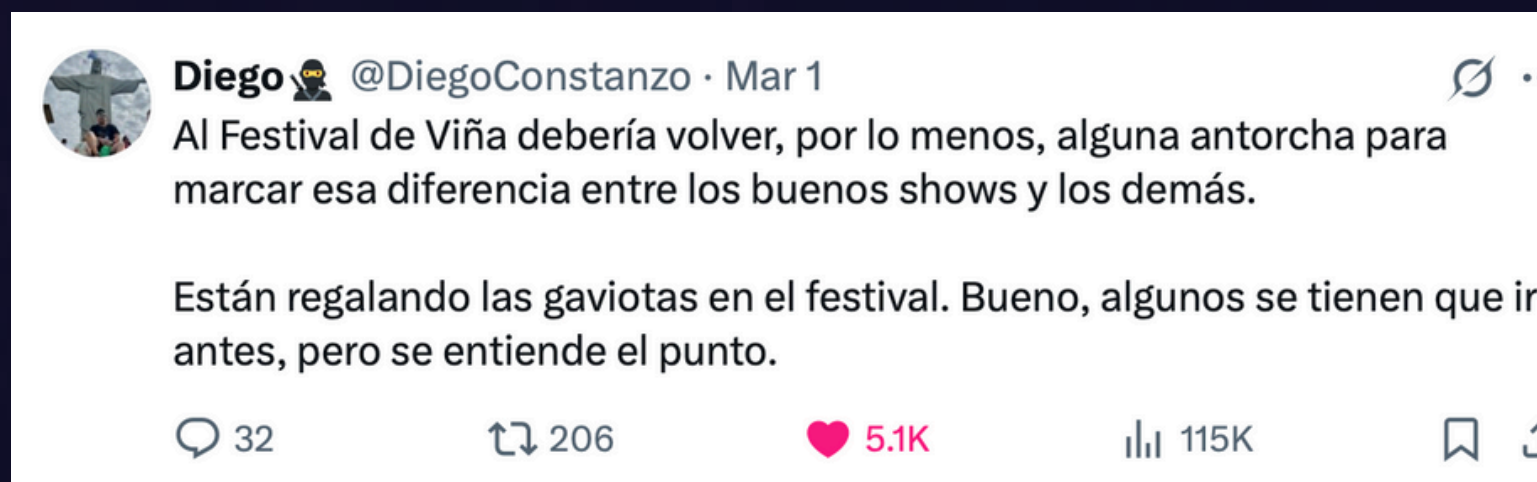 Diego🥷 @DiegoConstanzo · Mar 1
Al Festival de Viña debería volver, por lo menos, alguna antorcha para
marcar esa diferencia entre los buenos shows y los demás.
Están regalando las gaviotas en el festival. Bueno, algunos se tienen que ir
antes, pero se entiende el punto.
32 206 5.1K 115K